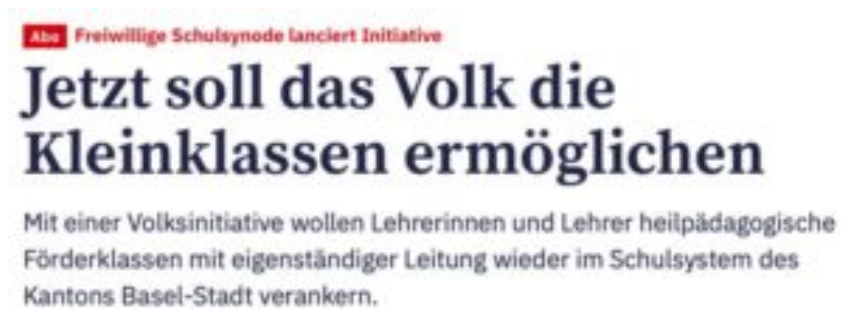 Abo Freiwillige Schulsynode lanciert Initiative
Jetzt soll das Volk die
Kleinklassen ermöglichen
Mit einer Volksinitiative wollen Lehrerinnen und Lehrer heilpädagogische
Förderklassen mit eigenständiger Leitung wieder im Schulsystem des
Kantons Basel-Stadt verankern.